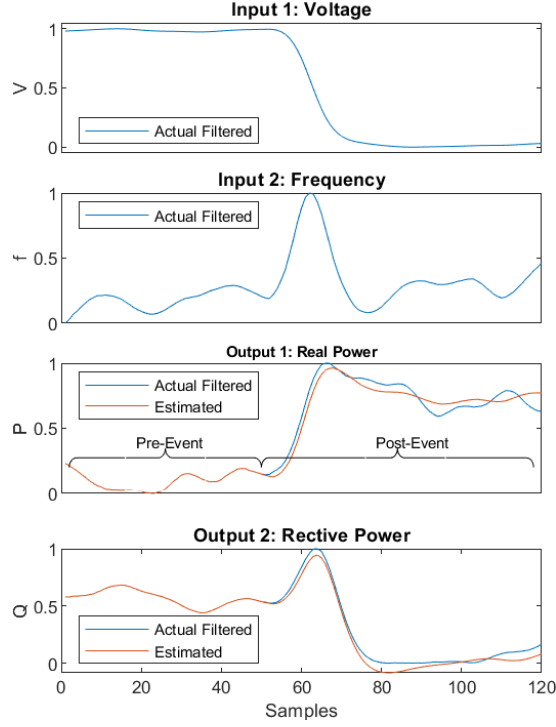 Input 1: Voltage
1
0.5
0
V
Actual Filtered
Input 2: Frequency
1
0.5
0
f
Actual Filtered
Output 1: Real Power
1
0.5
0
P
Actual Filtered
Estimated
Pre-Event
Post-Event
Output 2: Rective Power
1
0.5
0
Q
Actual Filtered
Estimated
0 20 40 60 80 100 120
Samples